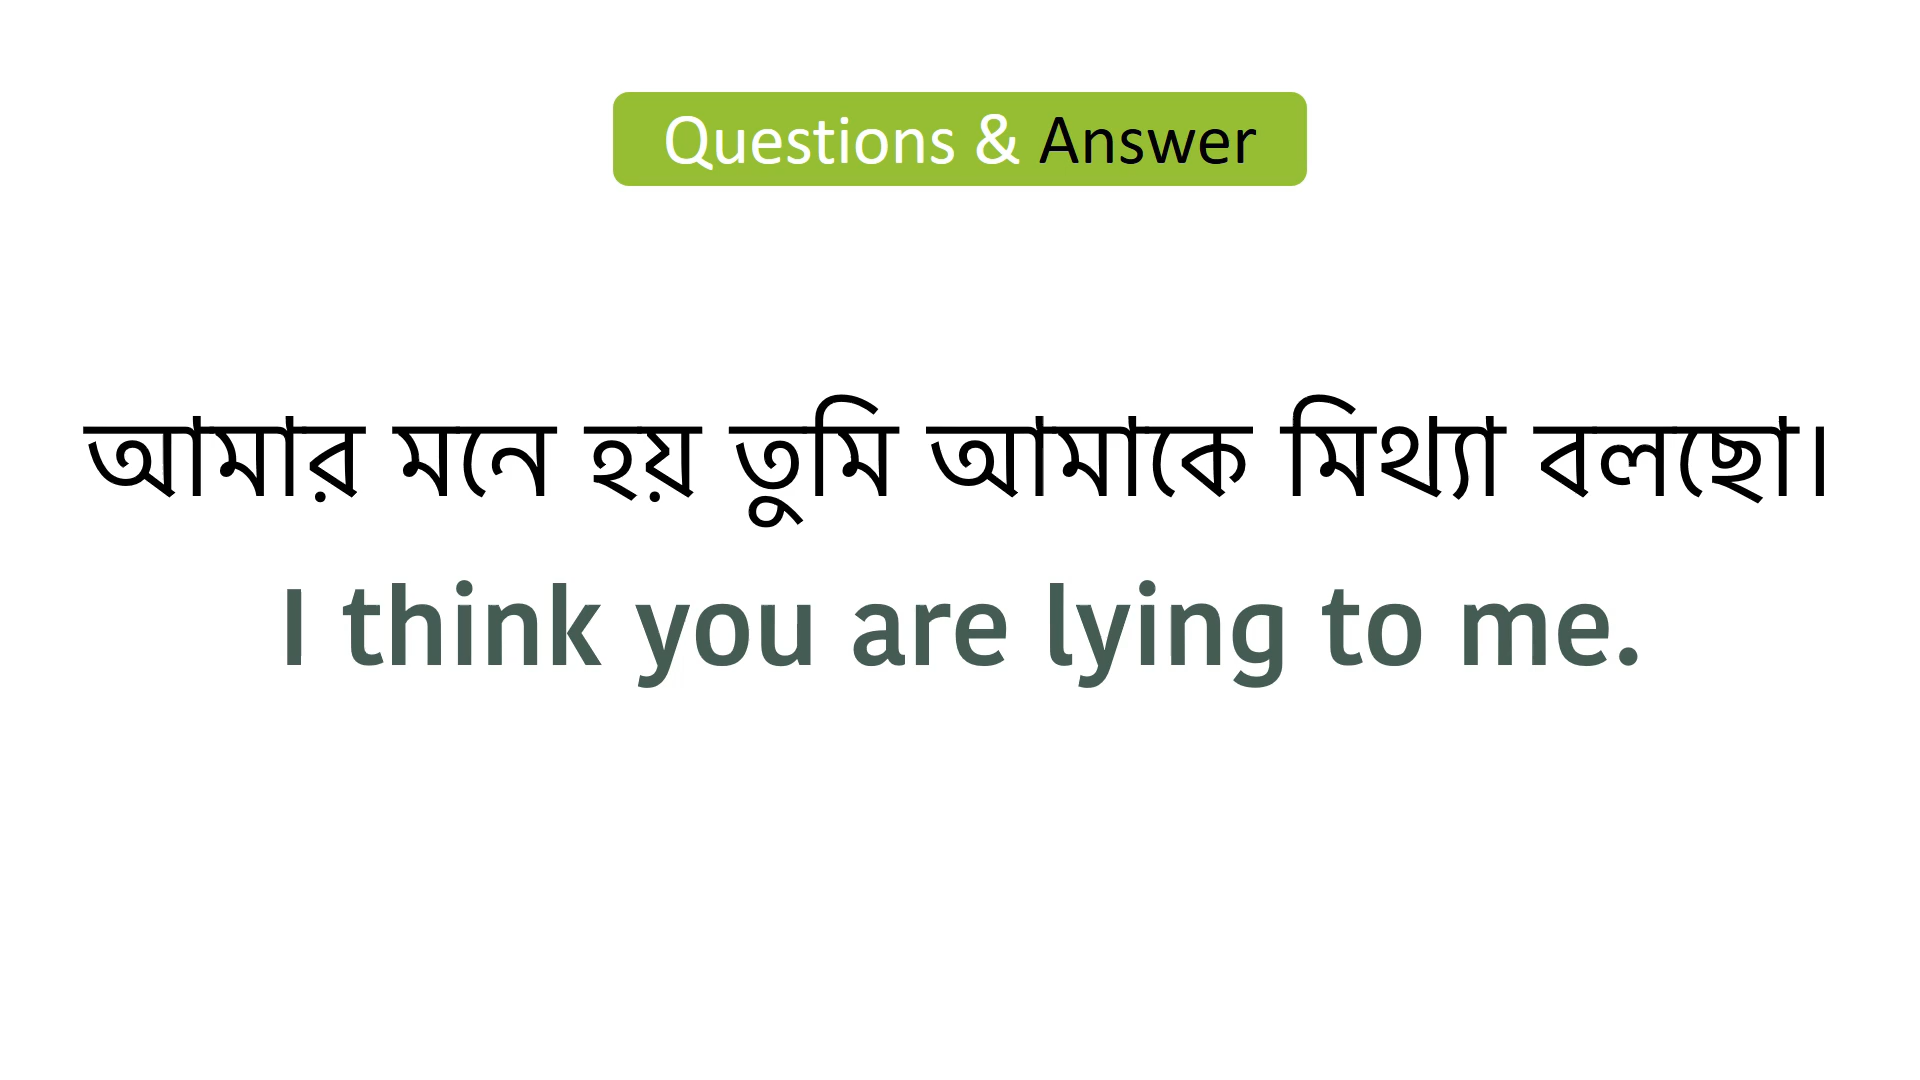 Questions & Answer
আমার মনে হয় তুমি আমাকে মিথ্যা বলছো।
I think you are lying to me.